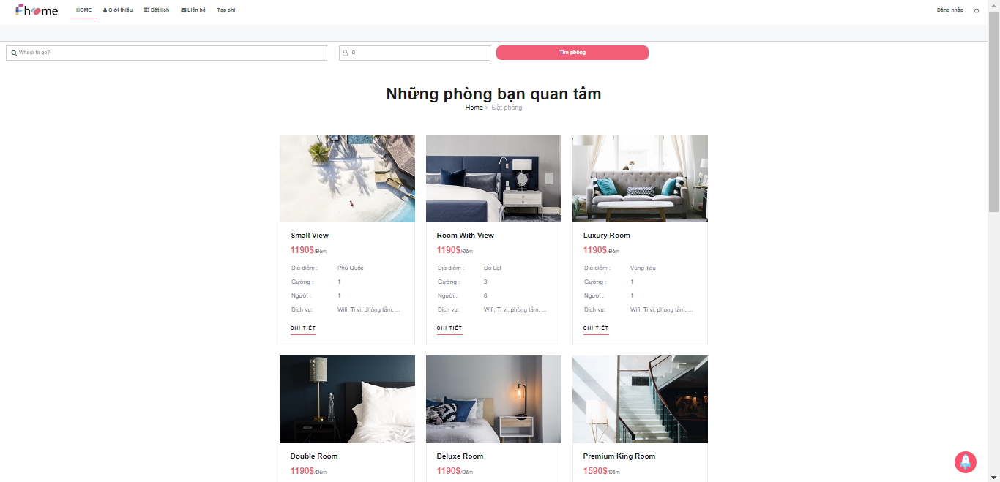 Fhome HOME Giới thiệu Đặt lịch Liên hệ Tạp chí Đăng nhập
Where to go? 0 Tìm phòng
Những phòng bạn quan tâm
Home > Đặt phòng
Small View
1190$/Đêm
Địa điểm : Phú Quốc
Gường : 1
Người : 1
Dịch vụ: Wifi, Ti vi, phòng tắm, ...
CHI TIẾT
Room With View
1190$/Đêm
Địa điểm : Đà Lạt
Gường : 3
Người : 6
Dịch vụ: Wifi, Ti vi, phòng tắm, ...
CHI TIẾT
Luxury Room
1190$/Đêm
Địa điểm : Vũng Tàu
Gường : 1
Người : 1
Dịch vụ: Wifi, Ti vi, phòng tắm, ...
CHI TIẾT
Double Room
1190$/Đêm
Deluxe Room
1190$/Đêm
Premium King Room
1590$/Đêm